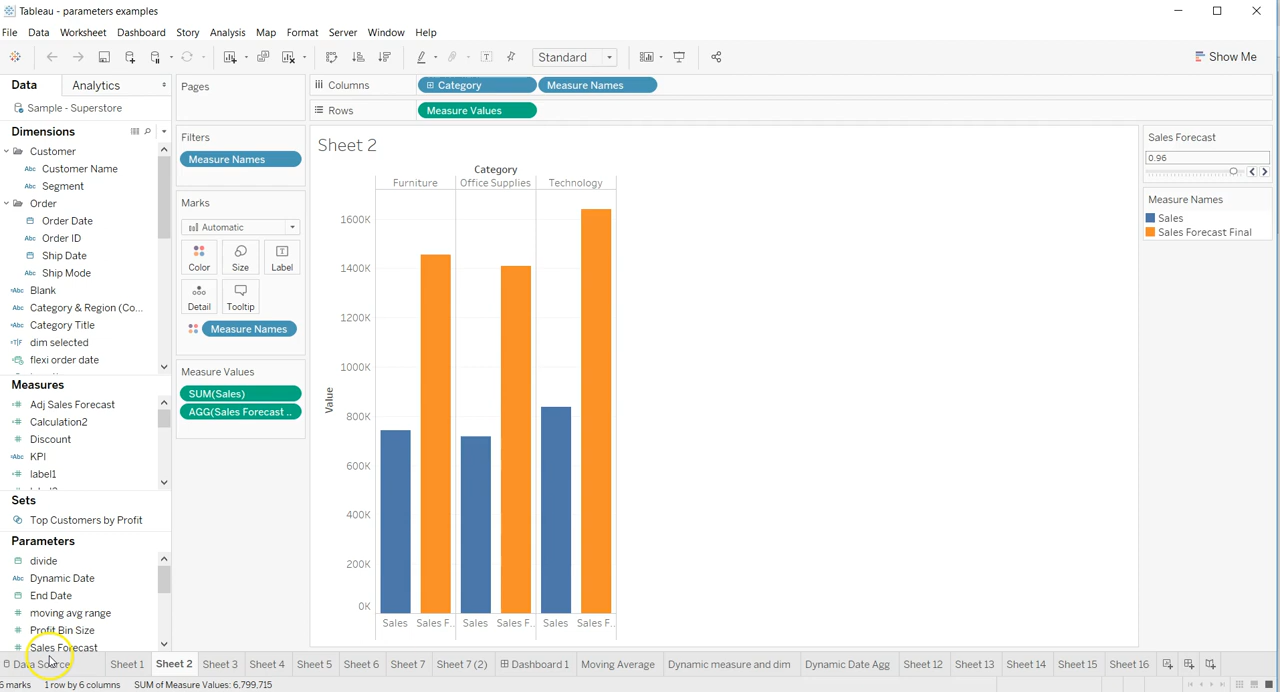 Tableau - parameters examples
File Data Worksheet Dashboard Story Analysis Map Format Server Window Help
Standard
Show Me
Data Analytics
Sample - Superstore
Dimensions
Customer
Abc Customer Name
Abc Segment
Order
Order Date
Abc Order ID
Ship Date
Abc Ship Mode
Abc Blank
Abc Category & Region (Co...
Abc Category Title
T|F dim selected
flexi order date
Measures
Adj Sales Forecast
Calculation2
Discount
Abc KPI
label1
Sets
Top Customers by Profit
Parameters
divide
Abc Dynamic Date
End Date
moving avg range
Profit Bin Size
Sales Forecast
Pages
Filters
Measure Names
Marks
Automatic
Color Size Label
Detail Tooltip
Measure Names
Measure Values
SUM(Sales)
AGG(Sales Forecast ..
Columns Category Measure Names
Rows Measure Values
Sheet 2
Category
Furniture Office Supplies Technology
1600K
1400K
1200K
1000K
800K
600K
400K
200K
0K
Value
Sales Sales F.. Sales Sales F.. Sales Sales F..
Sales Forecast
0.96
Measure Names
Sales
Sales Forecast Final
Data Source Sheet 1 Sheet 2 Sheet 3 Sheet 4 Sheet 5 Sheet 6 Sheet 7 Sheet 7 (2) Dashboard 1 Moving Average Dynamic measure and dim Dynamic Date Agg Sheet 12 Sheet 13 Sheet 14 Sheet 15 Sheet 16
6 marks 1 row by 6 columns SUM of Measure Values: 6,799,715